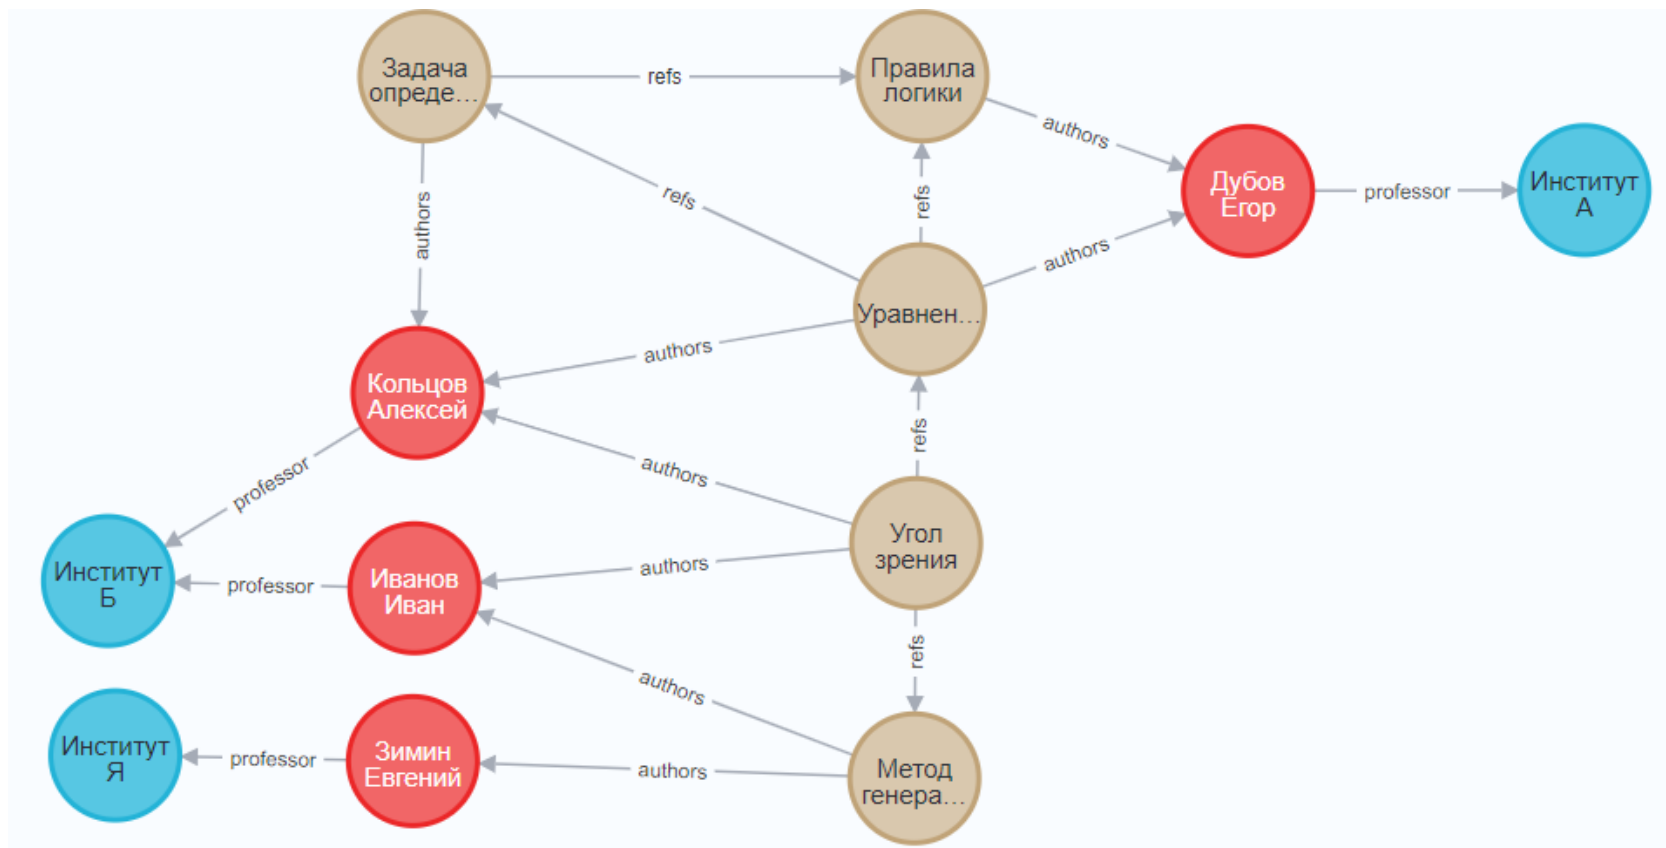 Задача
опреде...
refs
Правила
логики
authors
Дубов
Егор
professor
Институт
А
refs
refs
authors
authors
Уравнен...
authors
Кольцов
Алексей
refs
authors
professor
Угол
зрения
Институт
Б
professor
Иванов
Иван
authors
refs
authors
Институт
Я
professor
Зимин
Евгений
authors
Метод
генера...